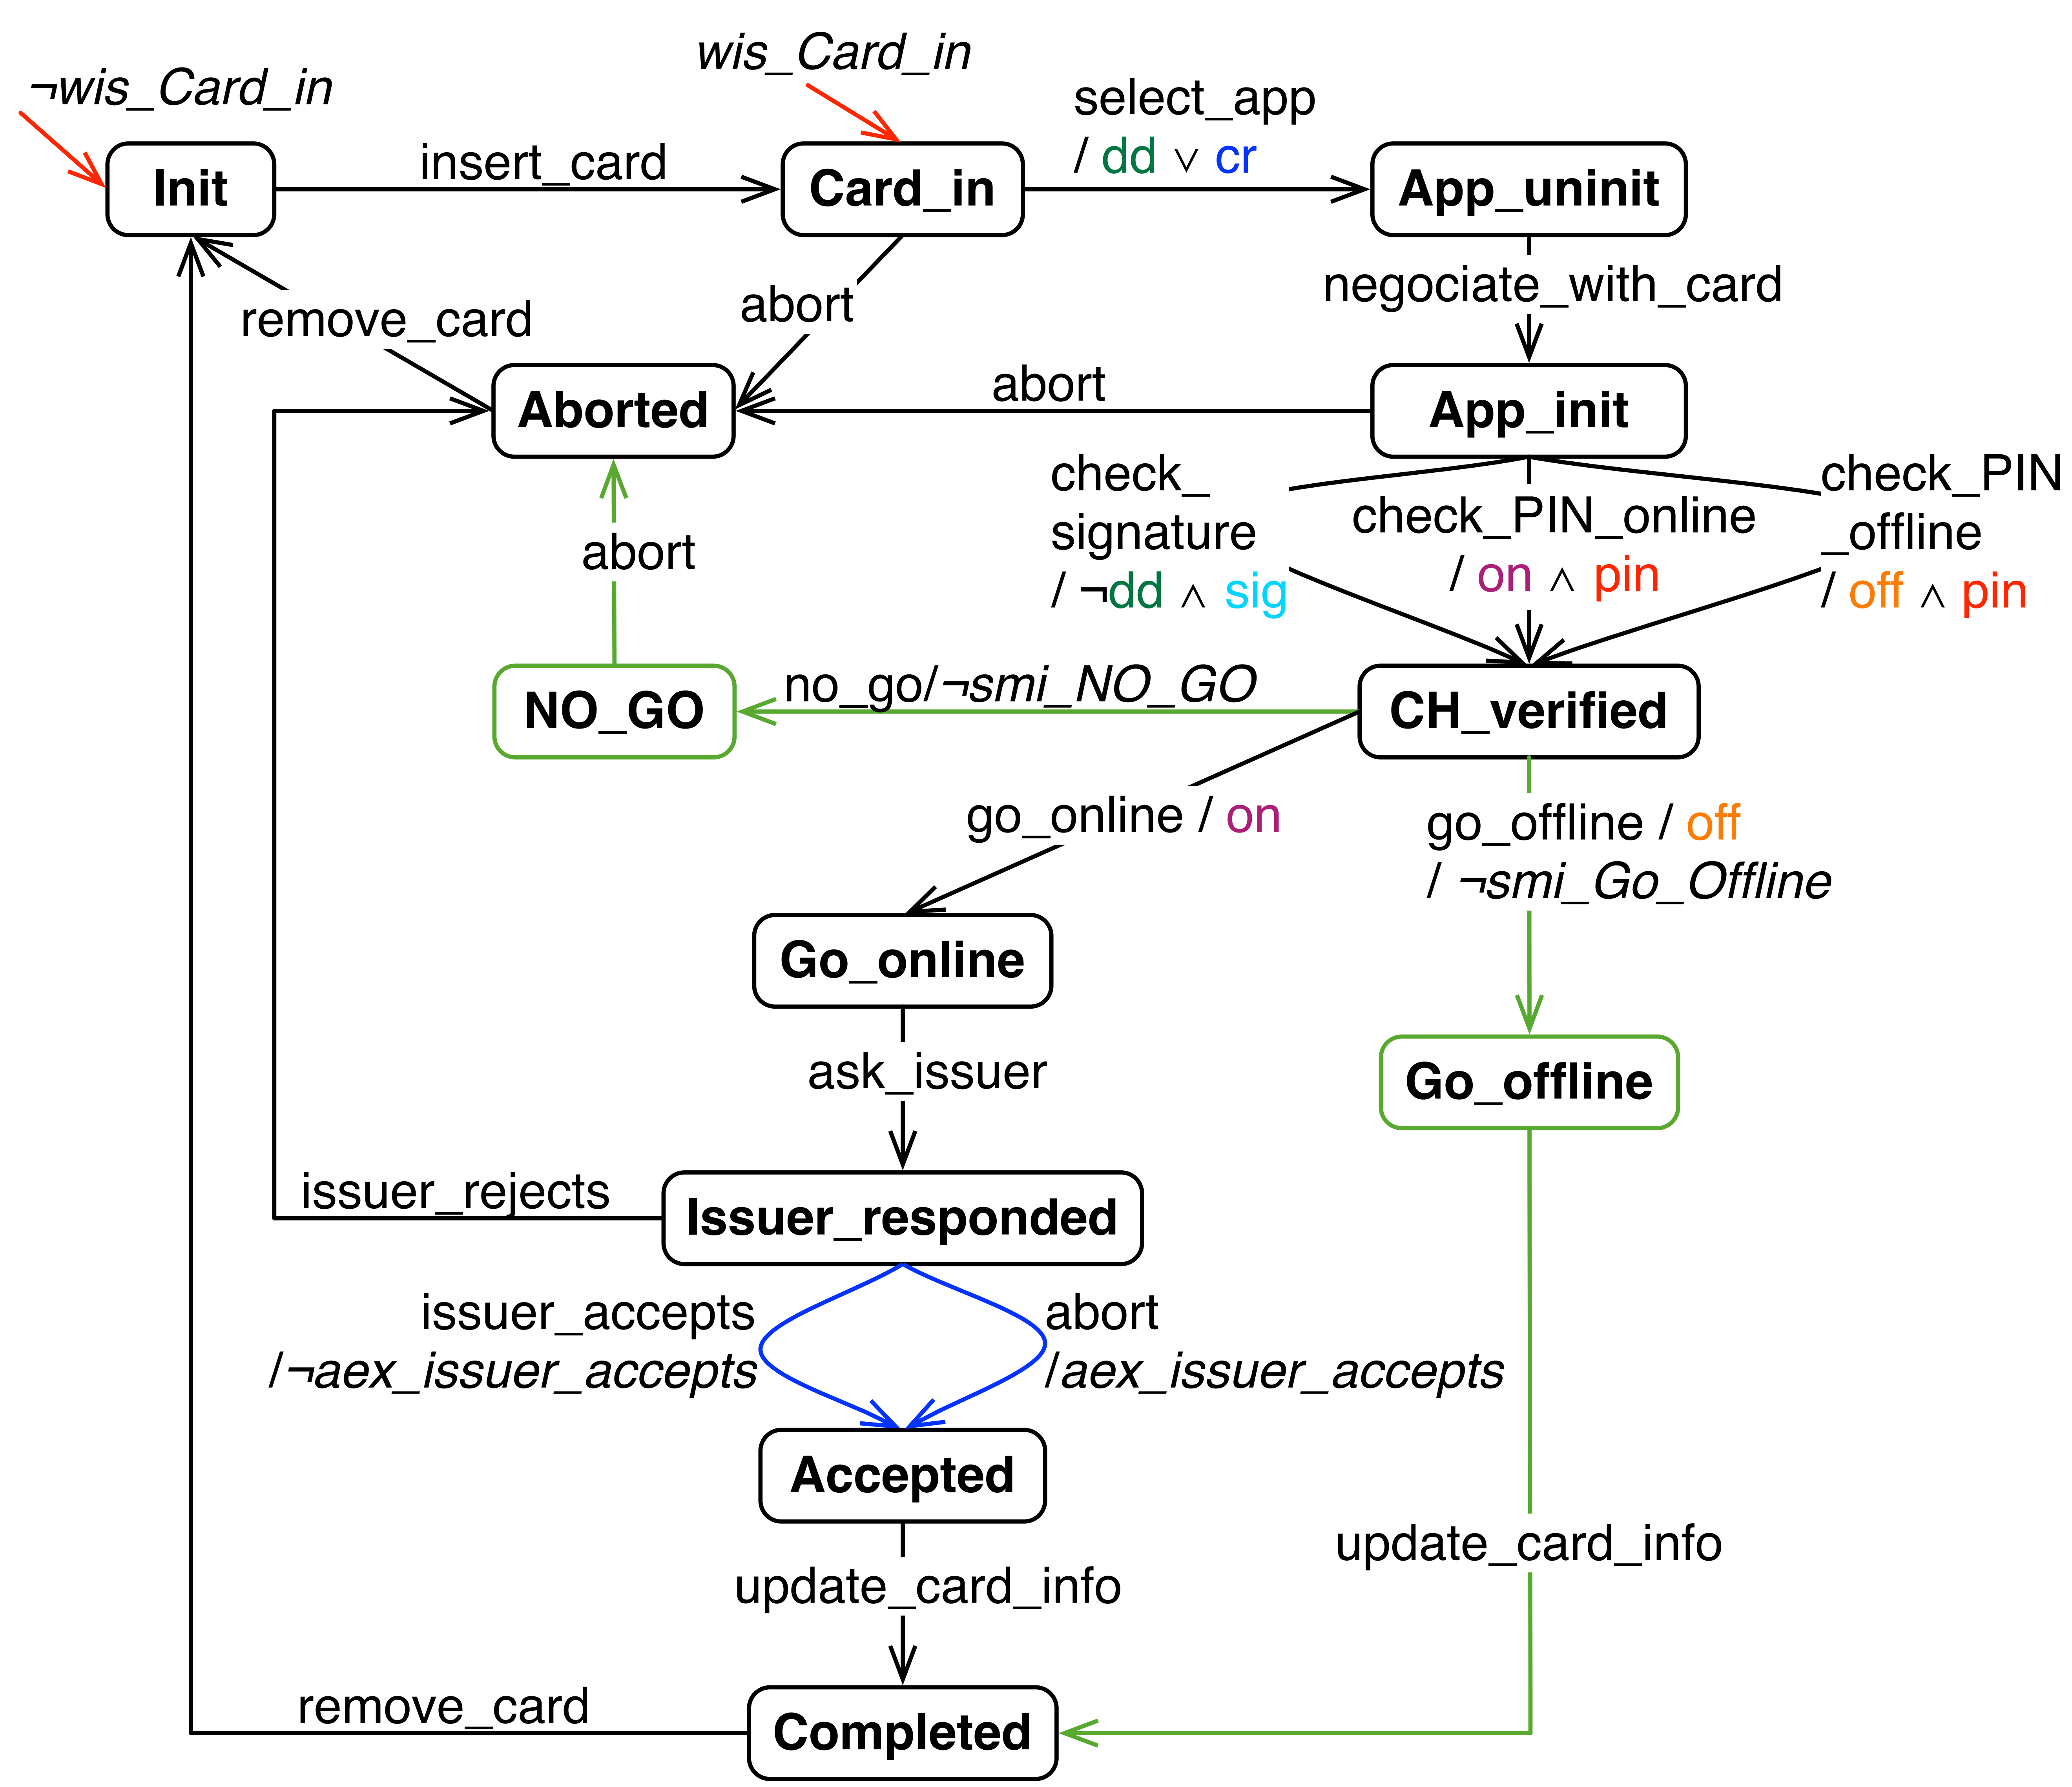 ¬wis_Card_in
wis_Card_in
select_app
/ dd ∨ cr
Init
insert_card
Card_in
App_uninit
negociate_with_card
remove_card
abort
Aborted
abort
App_init
check_
signature
/ ¬dd ∧ sig
check_PIN_online
/ on ∧ pin
check_PIN
_offline
/ off ∧ pin
abort
NO_GO
no_go/¬smi_NO_GO
CH_verified
go_online / on
go_offline / off
/ ¬smi_Go_Offline
Go_online
ask_issuer
Go_offline
issuer_rejects
Issuer_responded
issuer_accepts
/¬aex_issuer_accepts
abort
/aex_issuer_accepts
Accepted
update_card_info
update_card_info
remove_card
Completed